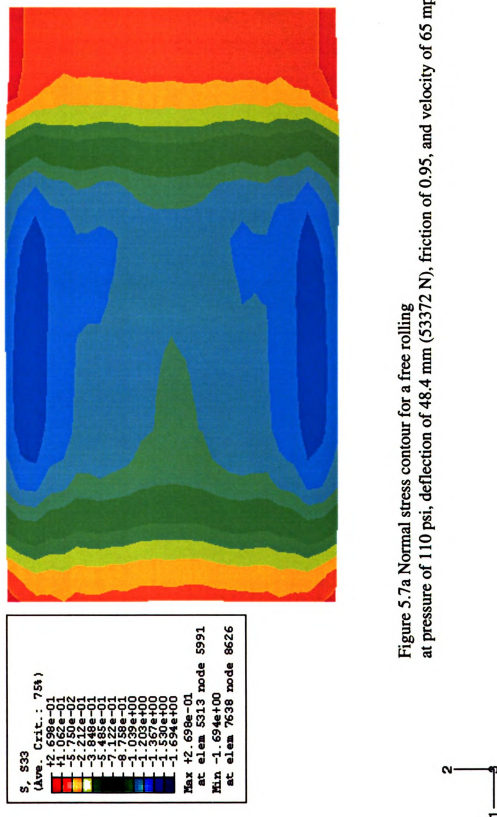 S, S33
(Ave. Crit.: 75%)
+2.698e-01
+1.062e-01
-5.750e-02
-2.212e-01
-3.848e-01
-5.485e-01
-7.122e-01
-8.758e-01
-1.039e+00
-1.203e+00
-1.367e+00
-1.530e+00
-1.694e+00
Max +2.698e-01
at elem 5313 node 5991
Min -1.694e+00
at elem 7638 node 8626
Figure 5.7a Normal stress contour for a free rolling
at pressure of 110 psi, deflection of 48.4 mm (53372 N), friction of 0.95, and velocity of 65 mp
2
1
3